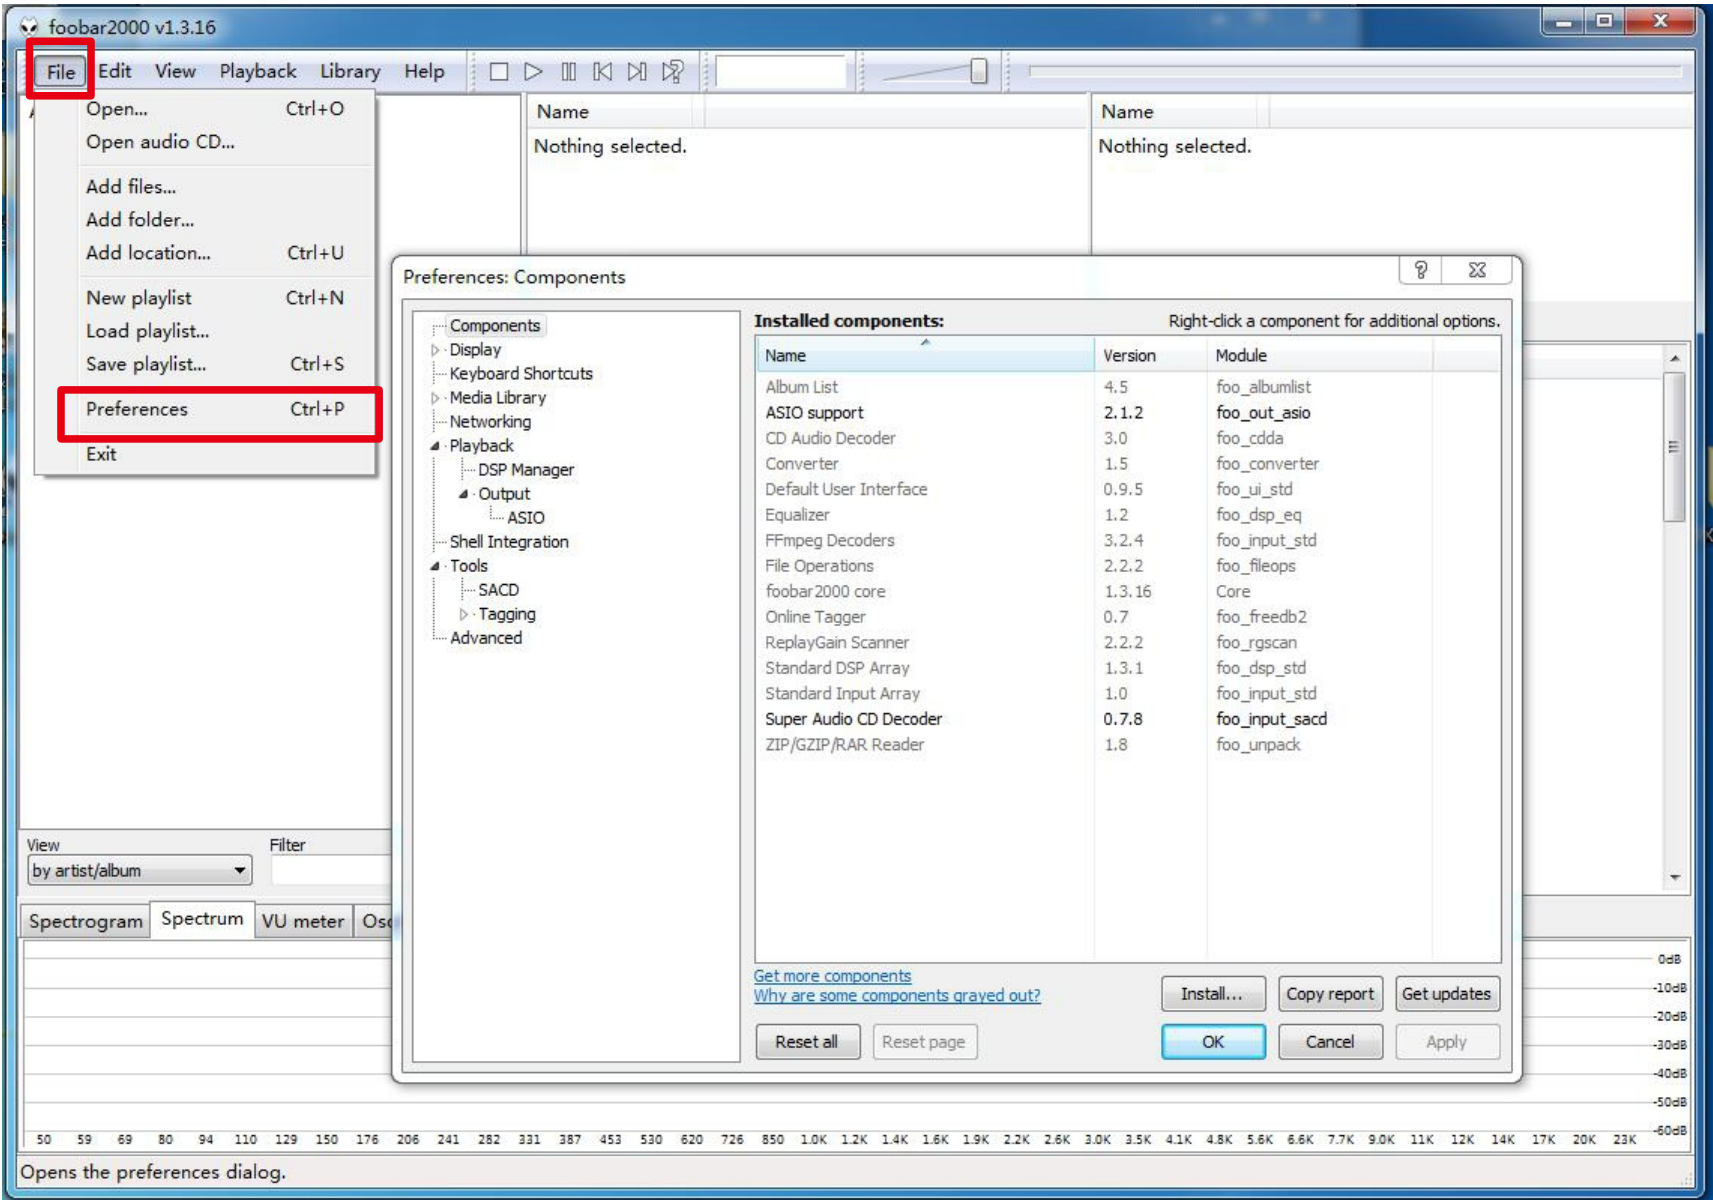 foobar2000 v1.3.16
File Edit View Playback Library Help
Open... Ctrl+O
Open audio CD...
Add files...
Add folder...
Add location... Ctrl+U
New playlist Ctrl+N
Load playlist...
Save playlist... Ctrl+S
Preferences Ctrl+P
Exit
Name
Nothing selected.
Name
Nothing selected.
Preferences: Components
Components
Display
Keyboard Shortcuts
Media Library
Networking
Playback
DSP Manager
Output
ASIO
Shell Integration
Tools
SACD
Tagging
Advanced
Installed components: Right-click a component for additional options.
Name Version Module
Album List 4.5 foo_albumlist
ASIO support 2.1.2 foo_out_asio
CD Audio Decoder 3.0 foo_cdda
Converter 1.5 foo_converter
Default User Interface 0.9.5 foo_ui_std
Equalizer 1.2 foo_dsp_eq
FFmpeg Decoders 3.2.4 foo_input_std
File Operations 2.2.2 foo_fileops
foobar2000 core 1.3.16 Core
Online Tagger 0.7 foo_freedb2
ReplayGain Scanner 2.2.2 foo_rgscan
Standard DSP Array 1.3.1 foo_dsp_std
Standard Input Array 1.0 foo_input_std
Super Audio CD Decoder 0.7.8 foo_input_sacd
ZIP/GZIP/RAR Reader 1.8 foo_unpack
Get more components
Why are some components grayed out?
Install... Copy report Get updates
Reset all Reset page OK Cancel Apply
View Filter
by artist/album
Spectrogram Spectrum VU meter Osc
0dB
-10dB
-20dB
-30dB
-40dB
-50dB
-60dB
50 59 69 80 94 110 129 150 176 206 241 282 331 387 453 530 620 726 850 1.0K 1.2K 1.4K 1.6K 1.9K 2.2K 2.6K 3.0K 3.5K 4.1K 4.8K 5.6K 6.6K 7.7K 9.0K 11K 12K 14K 17K 20K 23K
Opens the preferences dialog.